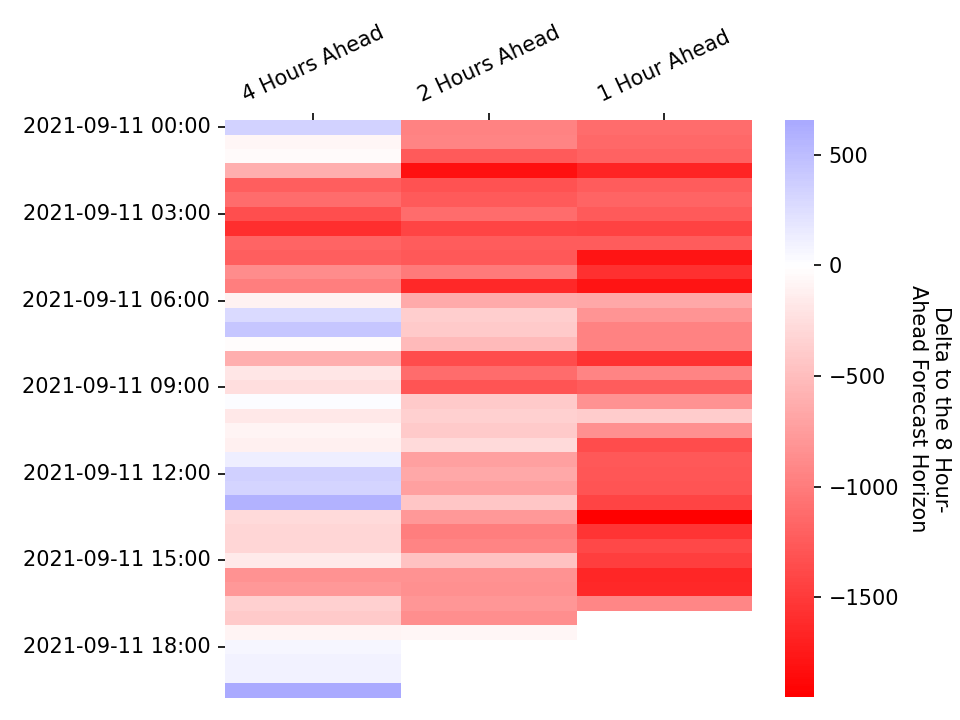 4 Hours Ahead
2 Hours Ahead
1 Hour Ahead
2021-09-11 00:00
2021-09-11 03:00
2021-09-11 06:00
2021-09-11 09:00
2021-09-11 12:00
2021-09-11 15:00
2021-09-11 18:00
500
0
−500
−1000
−1500
Delta to the 8 Hour-
Ahead Forecast Horizon